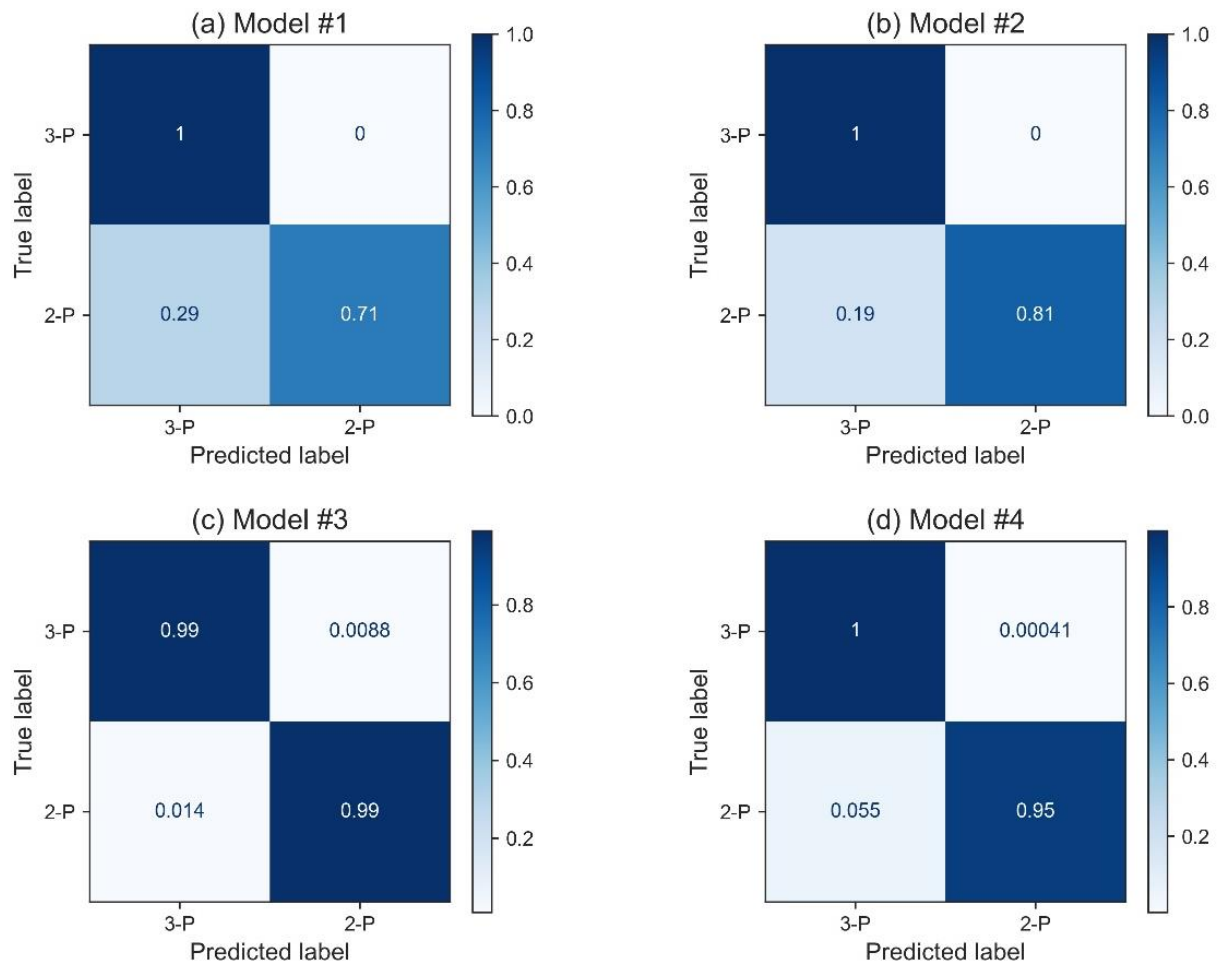 (a) Model #1
(b) Model #2
True label
3-P
2-P
1
0
0.29
0.71
3-P
2-P
Predicted label
1.0
0.8
0.6
0.4
0.2
0.0
True label
3-P
2-P
1
0
0.19
0.81
3-P
2-P
Predicted label
1.0
0.8
0.6
0.4
0.2
0.0
(c) Model #3
(d) Model #4
True label
3-P
2-P
0.99
0.0088
0.014
0.99
3-P
2-P
Predicted label
0.8
0.6
0.4
0.2
True label
3-P
2-P
1
0.00041
0.055
0.95
3-P
2-P
Predicted label
0.8
0.6
0.4
0.2